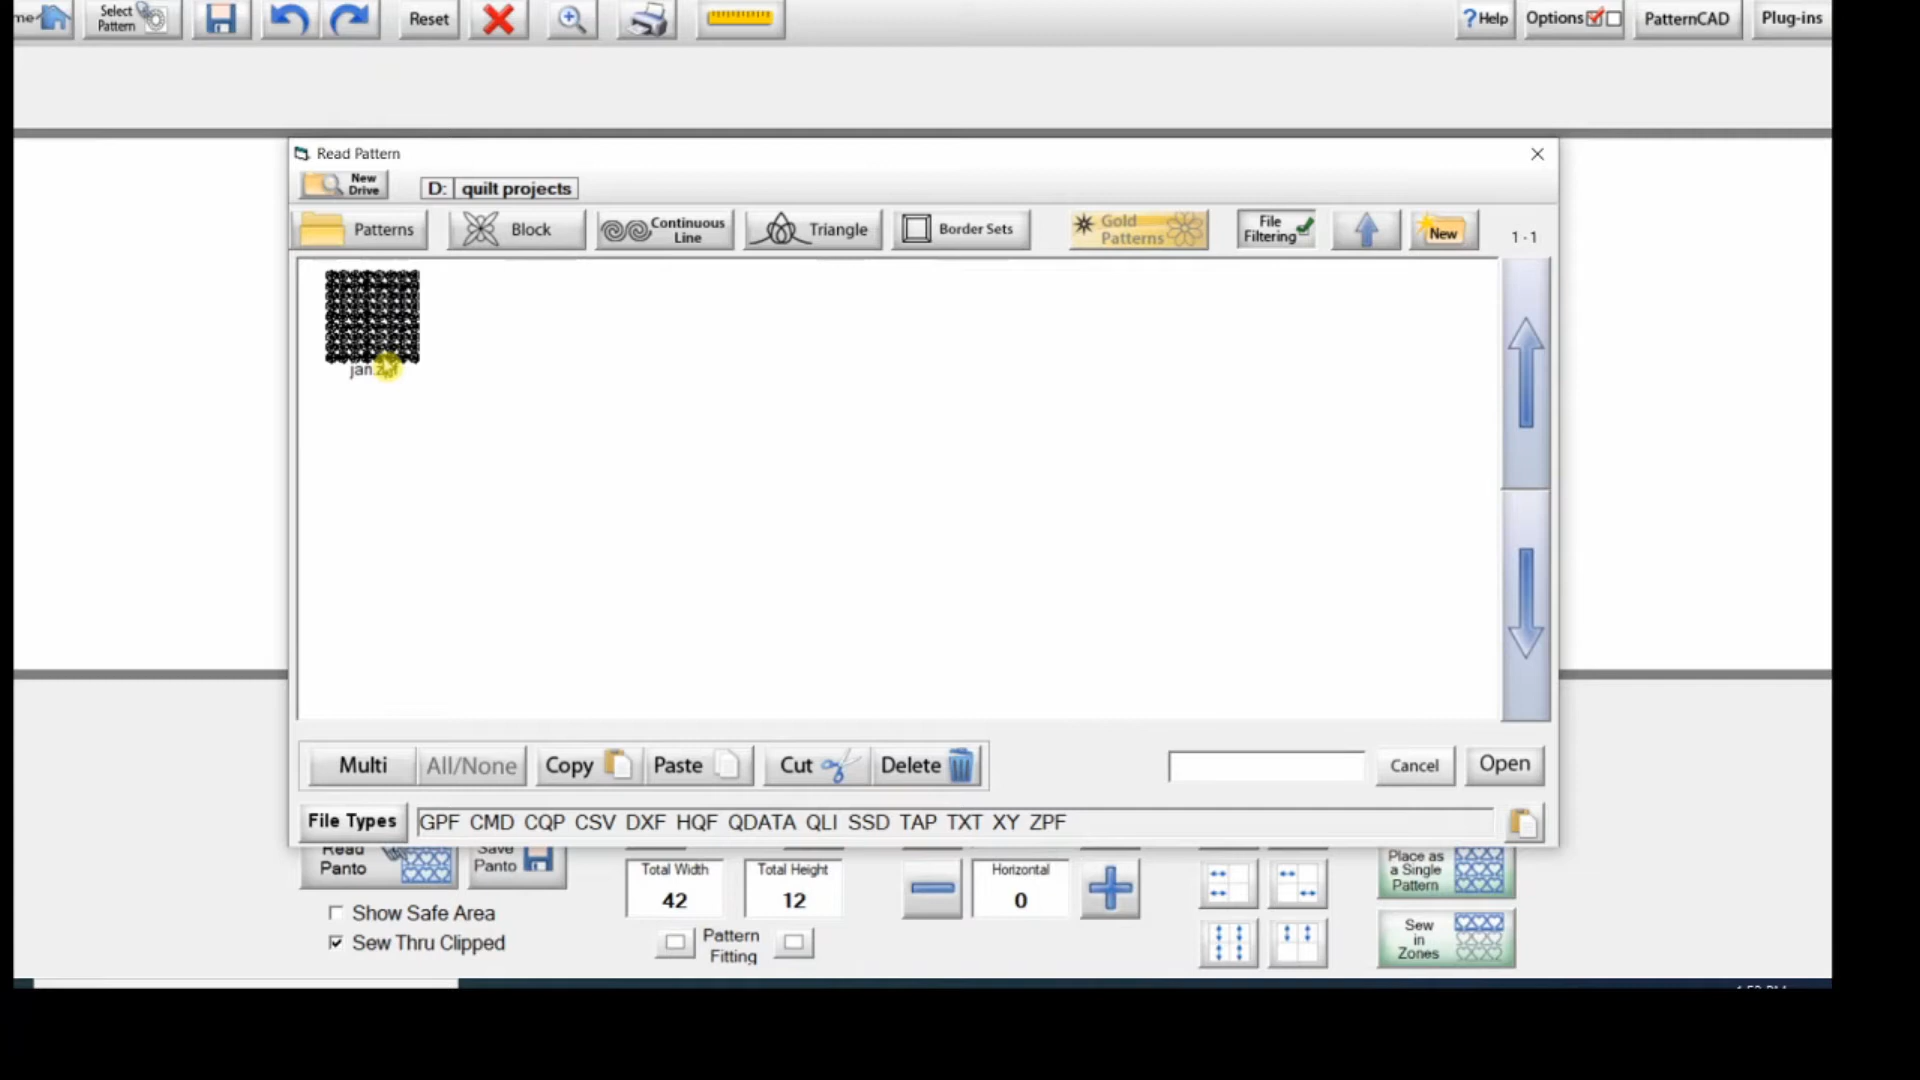 me
Select
Pattern
Reset
?Help
Options
PatternCAD
Plug-ins
Read Pattern
New
Drive
D: quilt projects
Patterns
Block
Continuous
Line
Triangle
Border Sets
Gold
Patterns
File
Filtering
New
1 - 1
Multi
All/None
Copy
Paste
Cut
Delete
Cancel
Open
File Types
GPF CMD CQP CSV DXF HQF QDATA QLI SSD TAP TXT XY ZPF
Read
Panto
Save
Panto
Total Width
42
Total Height
12
Horizontal
0
Place as
a Single
Pattern
Show Safe Area
Sew Thru Clipped
Pattern
Fitting
Sew
in
Zones